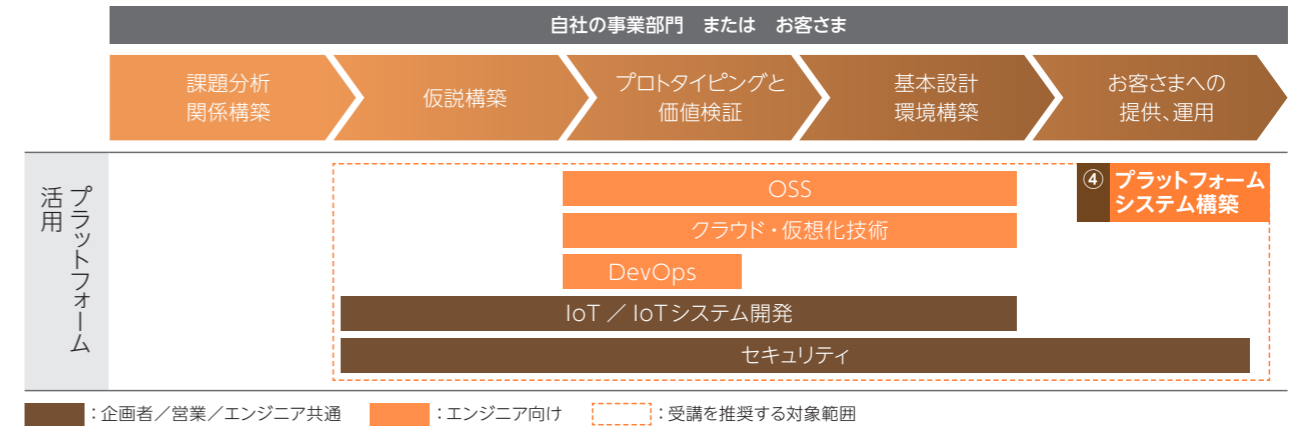 自社の事業部門 または お客さま
課題分析
関係構築
仮説構築
プロトタイピングと
価値検証
基本設計
環境構築
お客さまへの
提供、運用
プラットフォーム
活用
④ プラットフォーム
システム構築
OSS
クラウド・仮想化技術
DevOps
IoT ／ IoTシステム開発
セキュリティ
：企画者／営業／エンジニア共通 ：エンジニア向け ：受講を推奨する対象範囲